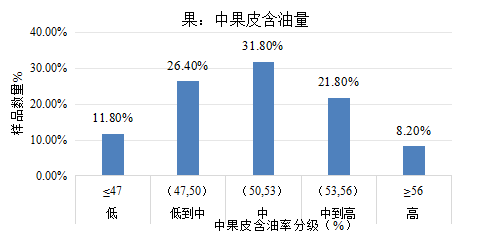 果：中果皮含油量
40.00%
30.00%
20.00%
10.00%
0.00%
样品数量%
11.80%
26.40%
31.80%
21.80%
8.20%
≤47
（47,50）
（50,53）
（53,56）
≥56
低
低到中
中
中到高
高
中果皮含油率分级（%）